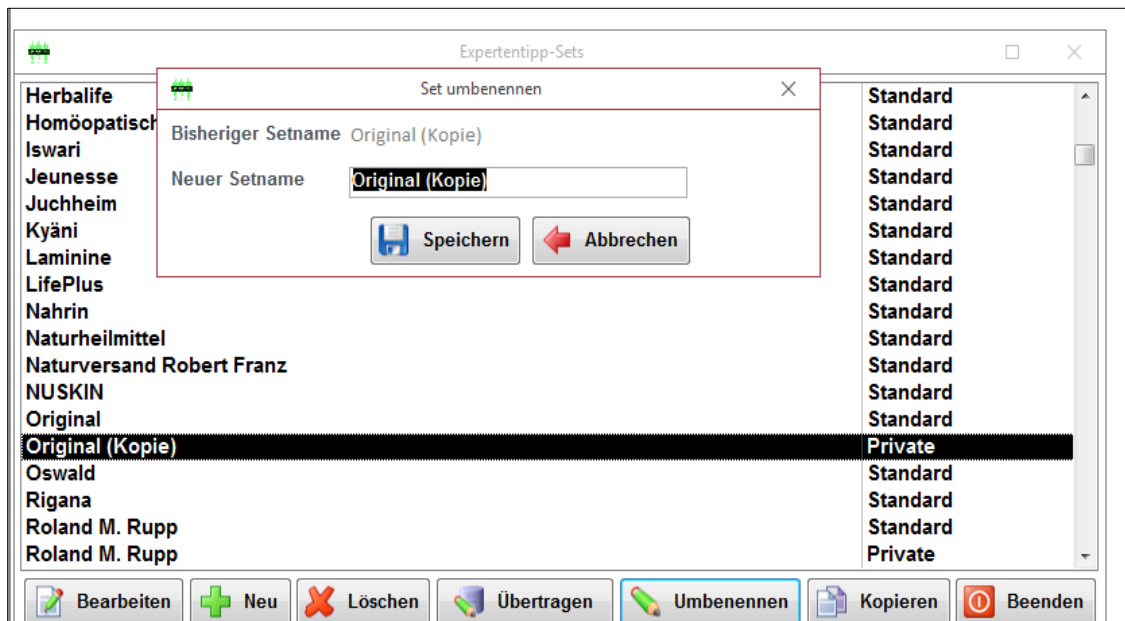 Expertentipp-Sets
Set umbenennen
Bisheriger Setname Original (Kopie)
Neuer Setname Original (Kopie)
Speichern Abbrechen
Herbalife Standard
Standard
Iswari Standard
Jeunesse Standard
Juchheim Standard
Kyäni Standard
Laminine Standard
LifePlus Standard
Nahrin Standard
Naturheilmittel Standard
Naturversand Robert Franz Standard
NUSKIN Standard
Original Standard
Original (Kopie) Private
Oswald Standard
Rigana Standard
Roland M. Rupp Standard
Roland M. Rupp Private
Bearbeiten Neu Löschen Übertragen Umbenennen Kopieren Beenden